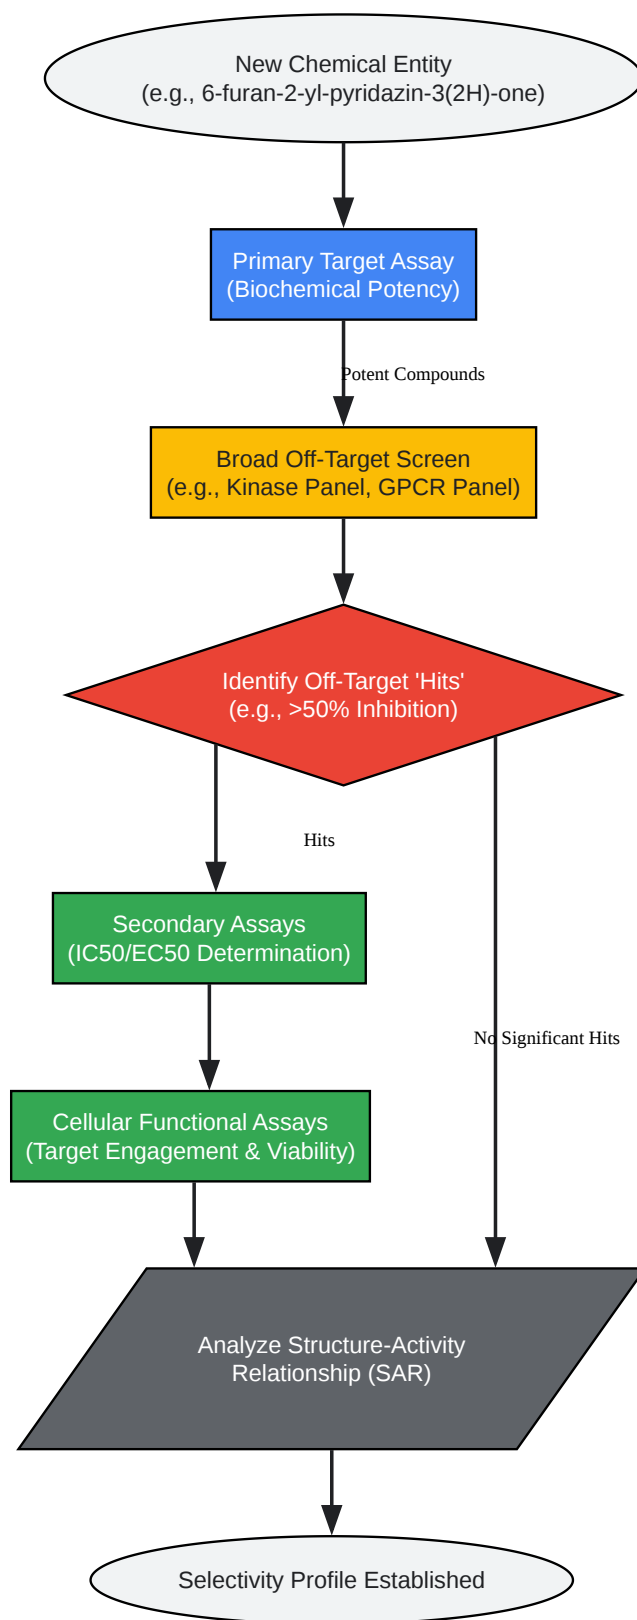 New Chemical Entity
(e.g., 6-furan-2-yl-pyridazin-3(2H)-one)
Primary Target Assay
(Biochemical Potency)
Potent Compounds
Broad Off-Target Screen
(e.g., Kinase Panel, GPCR Panel)
Identify Off-Target 'Hits'
(e.g., >50% Inhibition)
Hits
Secondary Assays
(IC50/EC50 Determination)
No Significant Hits
Cellular Functional Assays
(Target Engagement & Viability)
Analyze Structure-Activity
Relationship (SAR)
Selectivity Profile Established